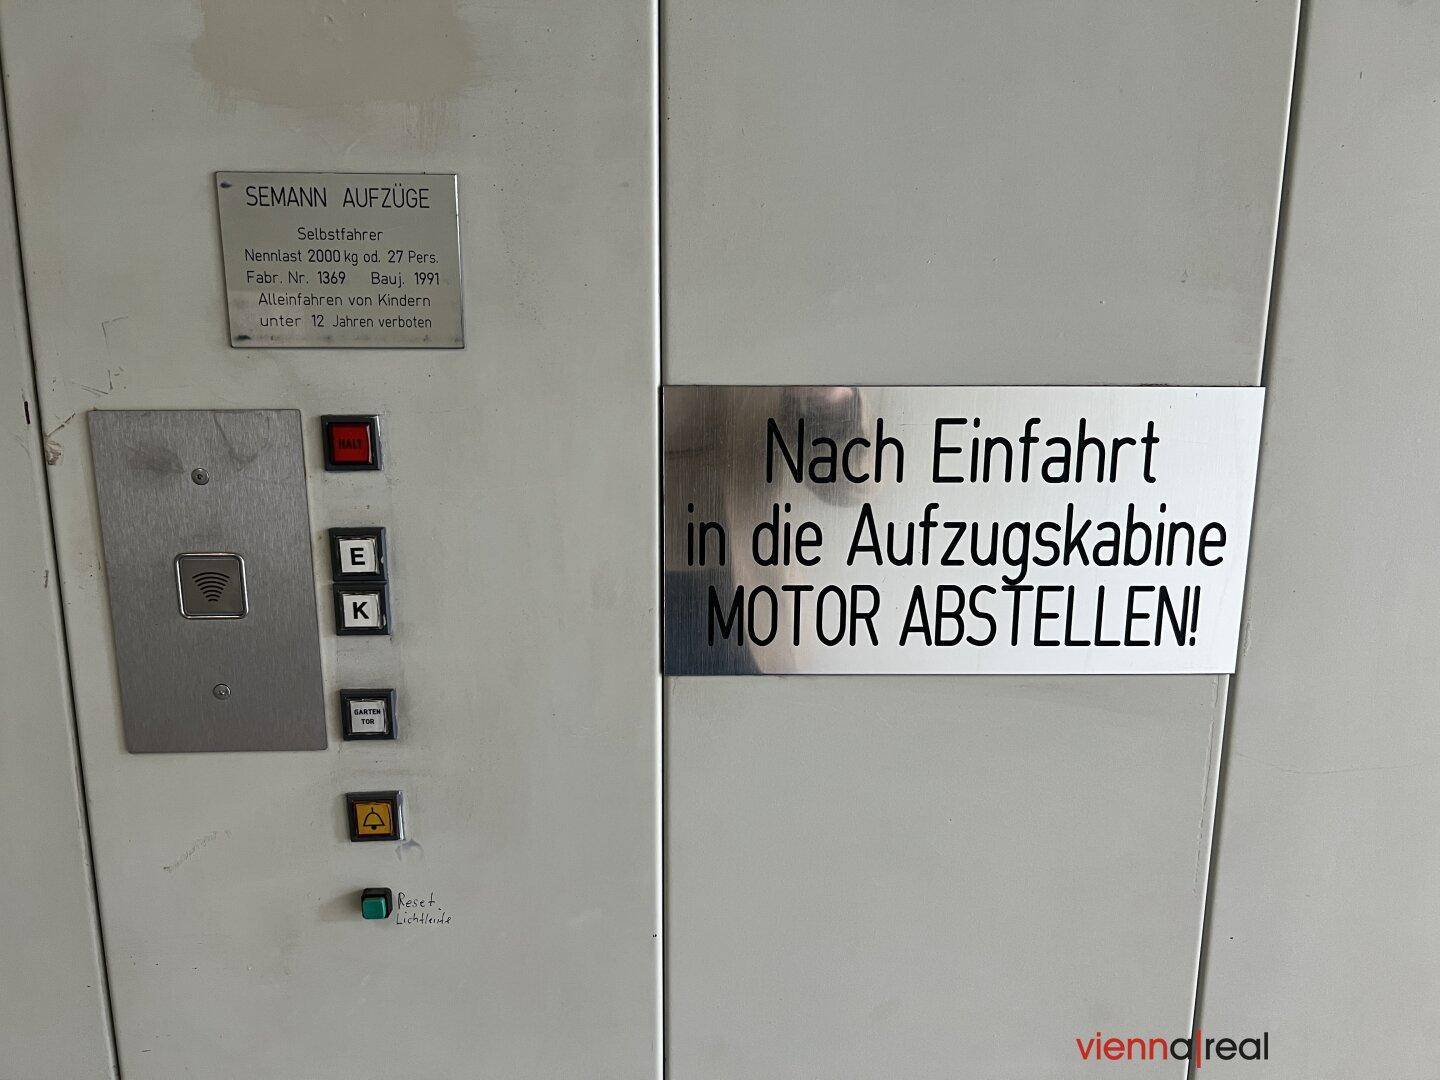 SEMANN AUFZÜGE
Selbstfahrer
Nennlast 2000 kg od. 27 Pers.
Fabr. Nr. 1369 Bauj. 1991
Alleinfahren von Kindern
unter 12 Jahren verboten
HALT
E
K
GARTEN
TOR
Reset
Lichtleiste
Nach Einfahrt
in die Aufzugskabine
MOTOR ABSTELLEN!
vienna|real